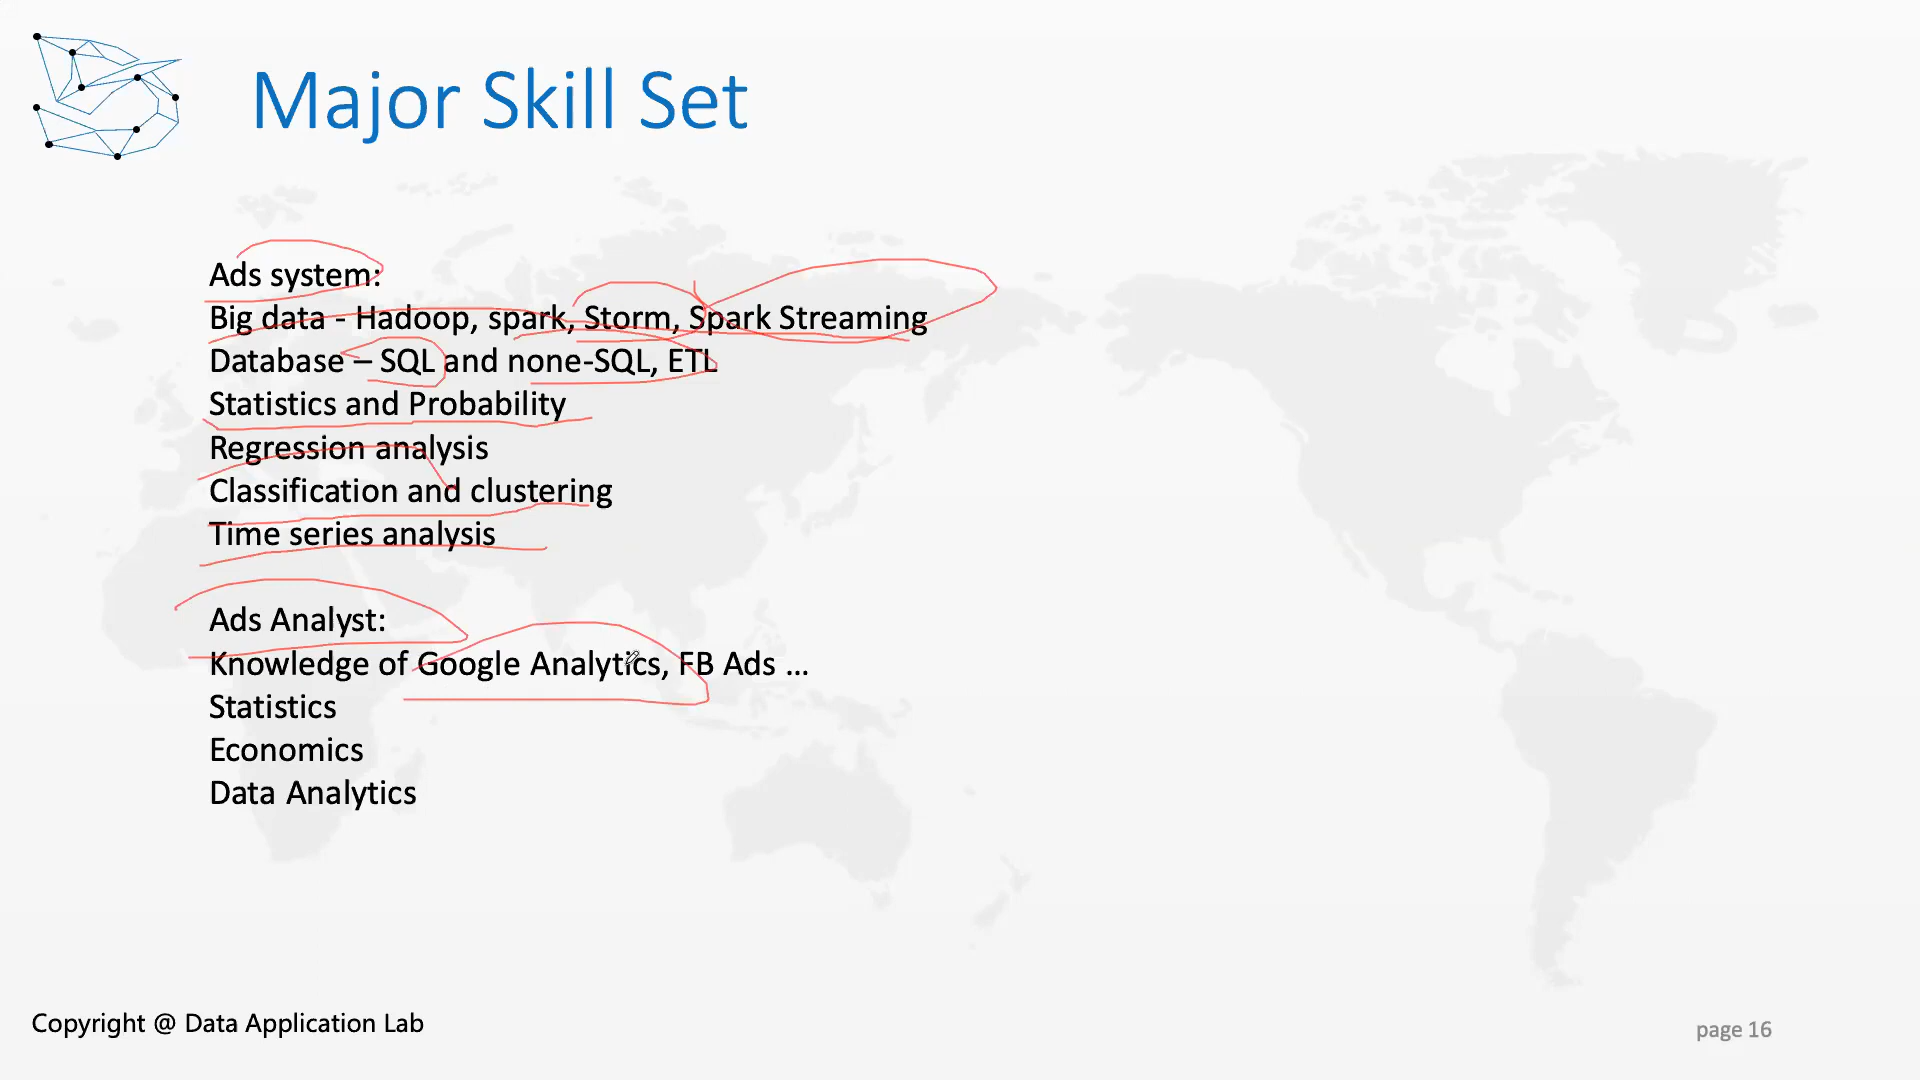 Major Skill Set
Ads system:
Big data - Hadoop, spark, Storm, Spark Streaming
Database – SQL and none-SQL, ETL
Statistics and Probability
Regression analysis
Classification and clustering
Time series analysis
Ads Analyst:
Knowledge of Google Analytics, FB Ads ...
Statistics
Economics
Data Analytics
Copyright @ Data Application Lab
page 16